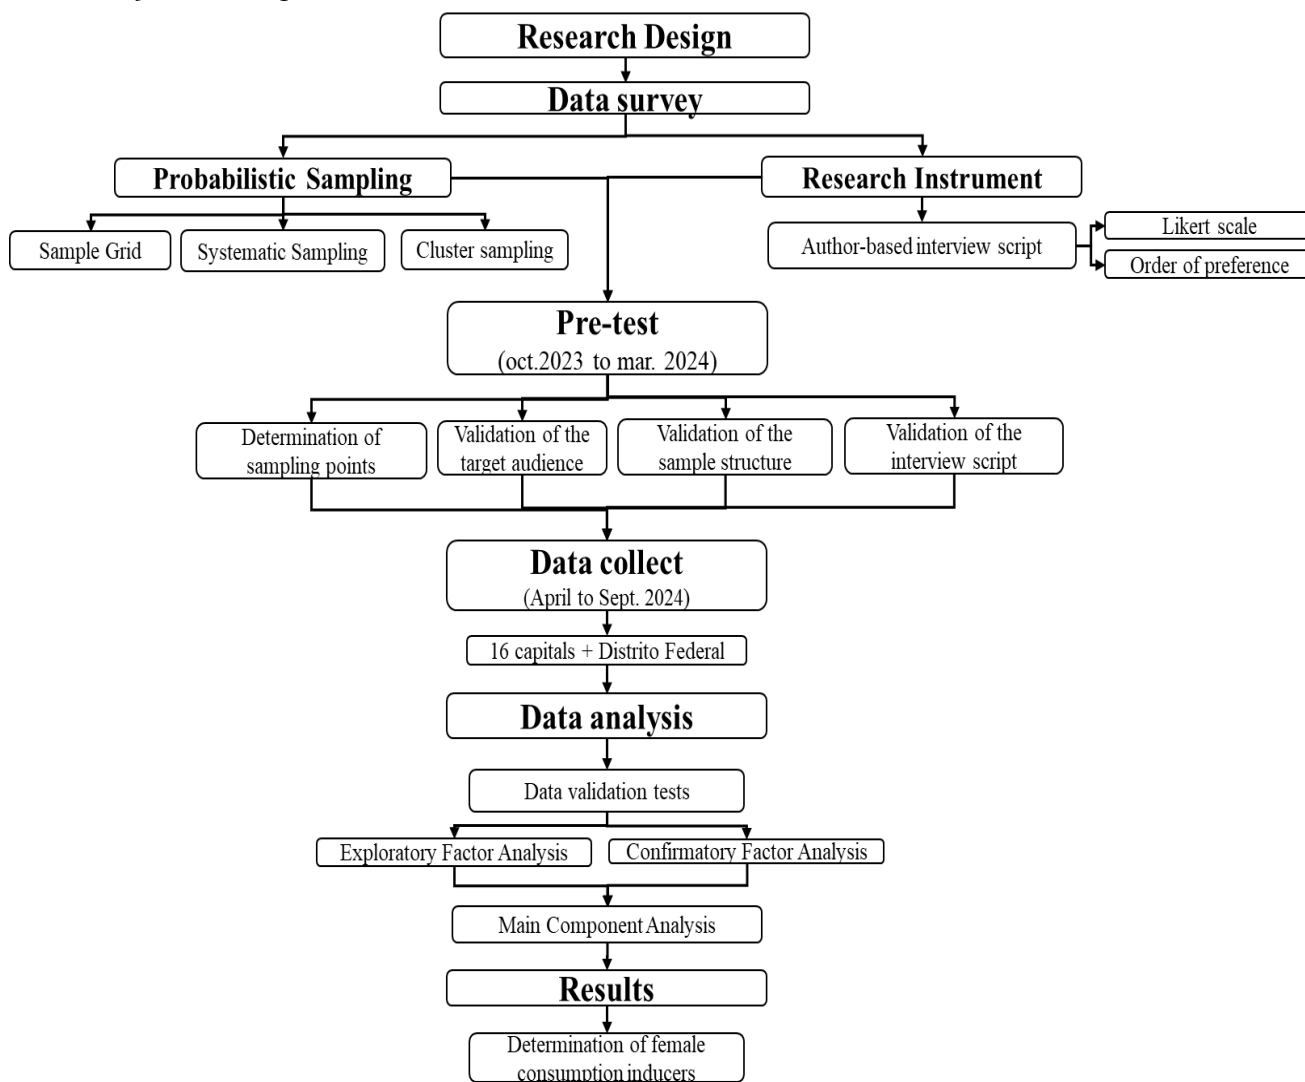 Research Design
Data survey
Probabilistic Sampling
Research Instrument
Sample Grid
Systematic Sampling
Cluster sampling
Author-based interview script
Likert scale
Order of preference
Pre-test
(oct.2023 to mar. 2024)
Determination of
sampling points
Validation of the
target audience
Validation of the
sample structure
Validation of the
interview script
Data collect
(April to Sept. 2024)
16 capitals + Distrito Federal
Data analysis
Data validation tests
Exploratory Factor Analysis
Confirmatory Factor Analysis
Main Component Analysis
Results
Determination of female
consumption inducers